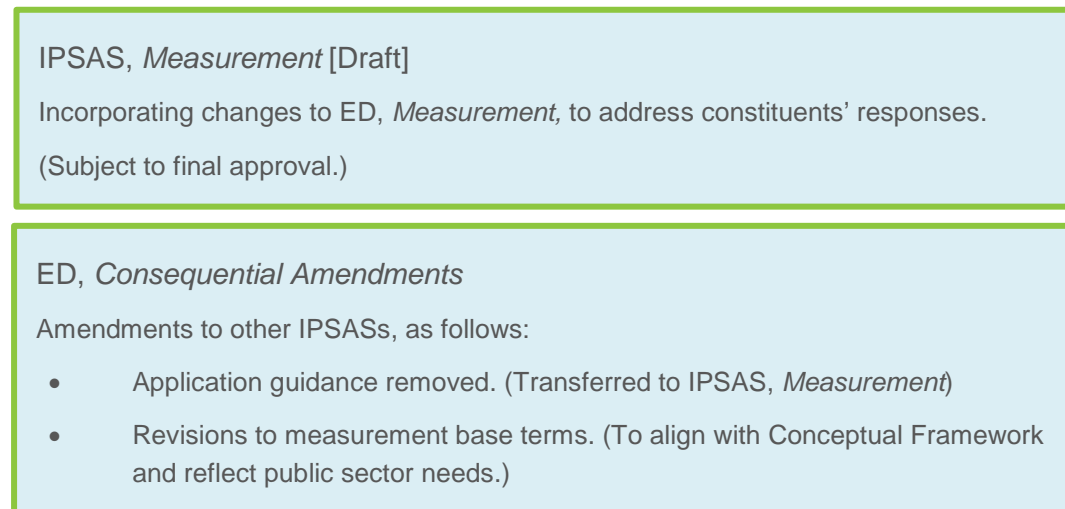 IPSAS, Measurement [Draft]
Incorporating changes to ED, Measurement, to address constituents’ responses.
(Subject to final approval.)
ED, Consequential Amendments
Amendments to other IPSASs, as follows:
• Application guidance removed. (Transferred to IPSAS, Measurement)
• Revisions to measurement base terms. (To align with Conceptual Framework
and reflect public sector needs.)